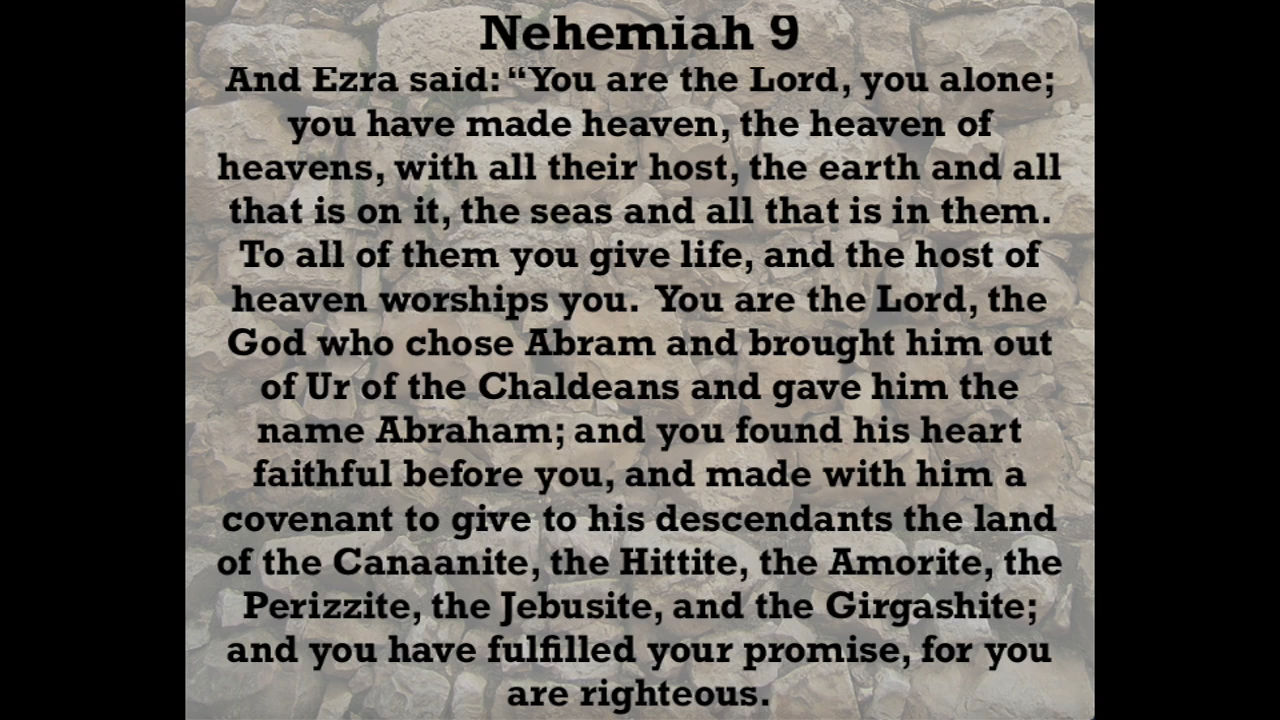 Nehemiah 9
And Ezra said: “You are the Lord, you alone;
you have made heaven, the heaven of
heavens, with all their host, the earth and all
that is on it, the seas and all that is in them.
To all of them you give life, and the host of
heaven worships you.  You are the Lord, the
God who chose Abram and brought him out
of Ur of the Chaldeans and gave him the
name Abraham; and you found his heart
faithful before you, and made with him a
covenant to give to his descendants the land
of the Canaanite, the Hittite, the Amorite, the
Perizzite, the Jebusite, and the Girgashite;
and you have fulfilled your promise, for you
are righteous.